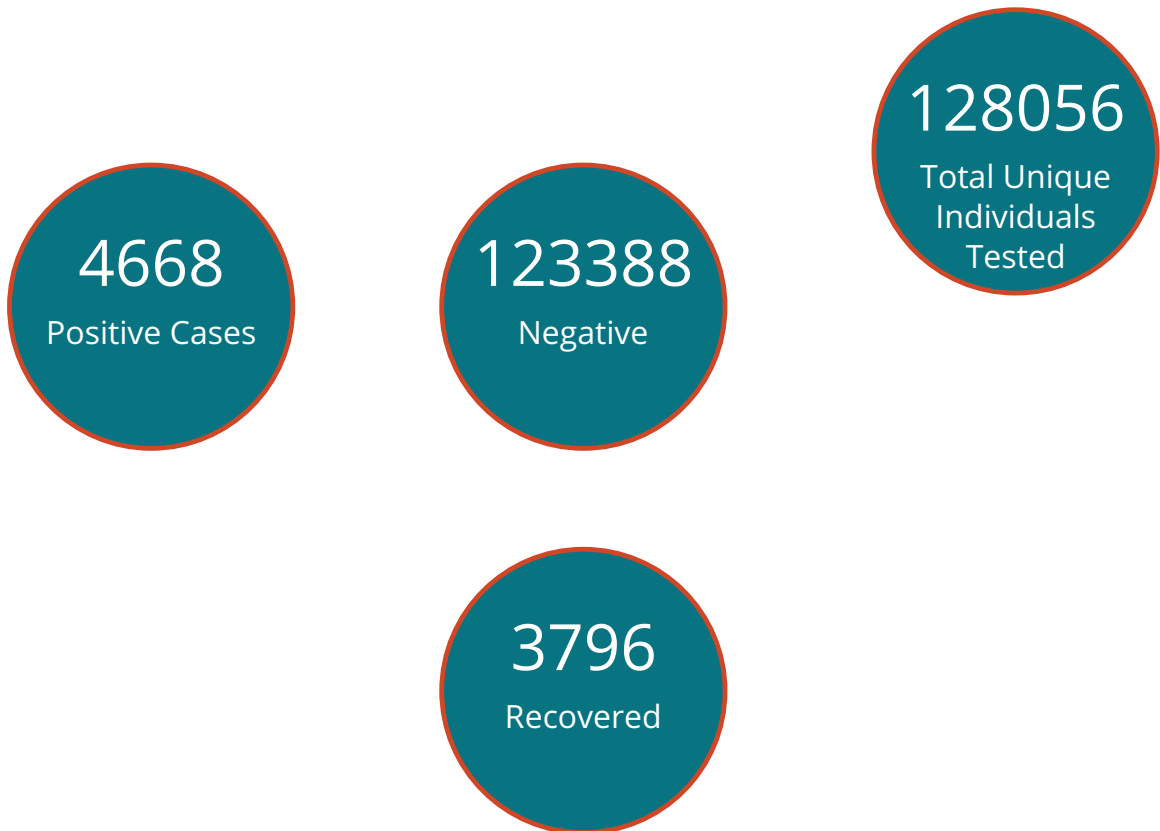 4668
Positive Cases
123388
Negative
128056
Total Unique
Individuals
Tested
3796
Recovered